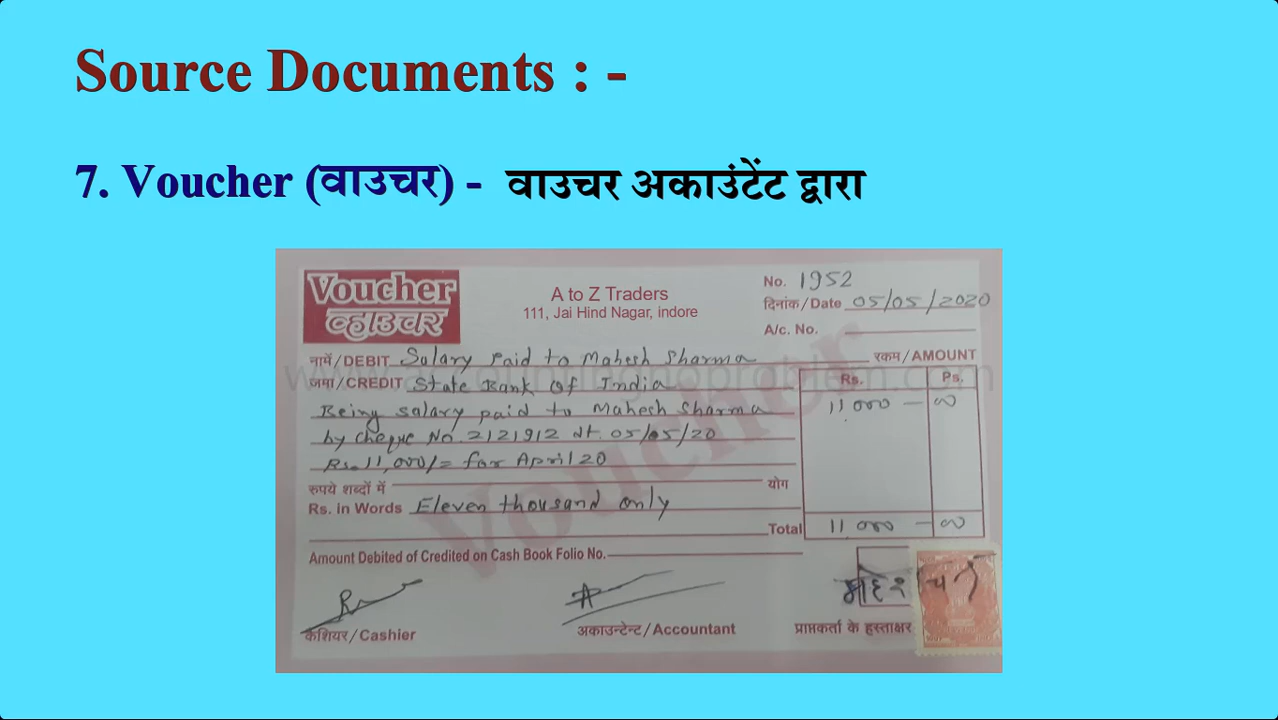 Source Documents : -
7. Voucher (वाउचर) - वाउचर अकाउंटेंट द्वारा
Voucher
व्हाउचर
A to Z Traders
111, Jai Hind Nagar, indore
No. 1952
दिनांक/Date 05/05/2020
A/c. No.
नामें/DEBIT Salary Paid to Mahesh Sharma
रकम/AMOUNT
जमा/CREDIT State Bank Of India
Rs. Ps.
Being salary paid to Mahesh Sharma
11,000 - 00
by cheque No. 2121912 dt. 05/05/20
Rs. 11,000/= for April 20
रुपये शब्दों में
योग
Rs. in Words Eleven thousand only
Total 11,000 - 00
Amount Debited of Credited on Cash Book Folio No.
केशियर/Cashier
अकाउन्टेन्ट/Accountant
प्राप्तकर्ता के हस्ताक्षर
www.accountingnoproblem.com
Voucher